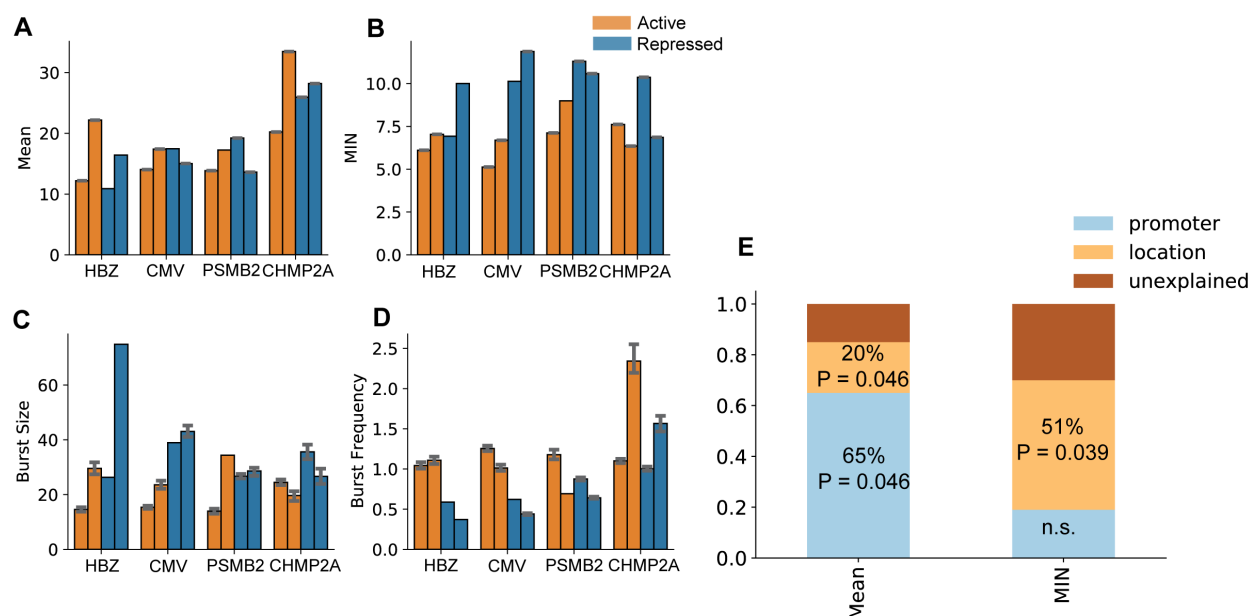 A
Mean
30
20
10
0
HBZ CMV PSMB2 CHMP2A
B
Active
Repressed
MIN
10.0
7.5
5.0
2.5
0.0
HBZ CMV PSMB2 CHMP2A
C
Burst Size
60
40
20
0
HBZ CMV PSMB2 CHMP2A
D
Burst Frequency
2.5
2.0
1.5
1.0
0.5
0.0
HBZ CMV PSMB2 CHMP2A
E
promoter
location
unexplained
1.0
0.8
0.6
0.4
0.2
0.0
20%
P = 0.046
65%
P = 0.046
51%
P = 0.039
n.s.
Mean
MIN